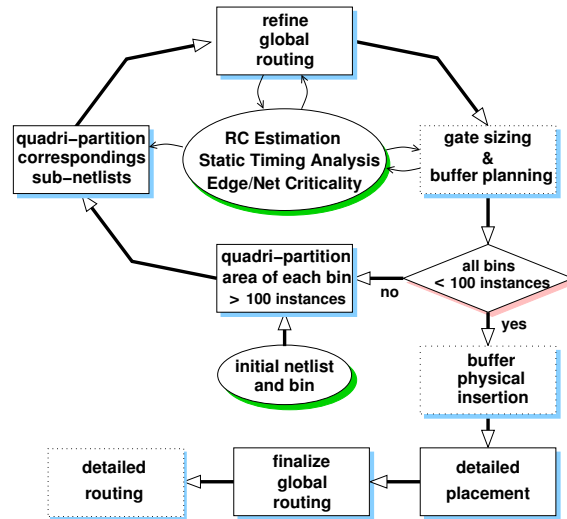 refine
global
routing
quadri-partition
correspondings
sub-netlists
RC Estimation
Static Timing Analysis
Edge/Net Criticality
gate sizing
&
buffer planning
quadri-partition
area of each bin
> 100 instances
all bins
< 100 instances
no
yes
initial netlist
and bin
buffer
physical
insertion
detailed
routing
finalize
global
routing
detailed
placement